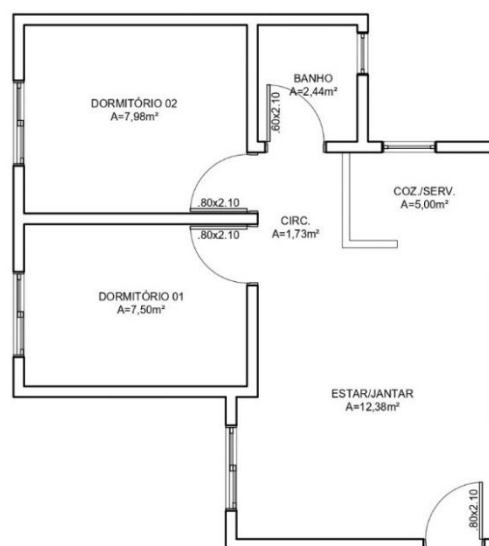 DORMITÓRIO 02
A=7,98m²
BANHO
A=2,44m²
.60x2.10
COZ./SERV.
A=5,00m²
.80x2.10
CIRC.
A=1,73m²
.80x2.10
DORMITÓRIO 01
A=7,50m²
ESTAR/JANTAR
A=12,38m²
.80x2.10